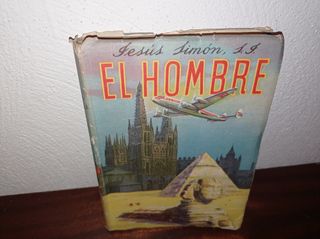 Jesús Simón, S.J.
EL HOMBRE